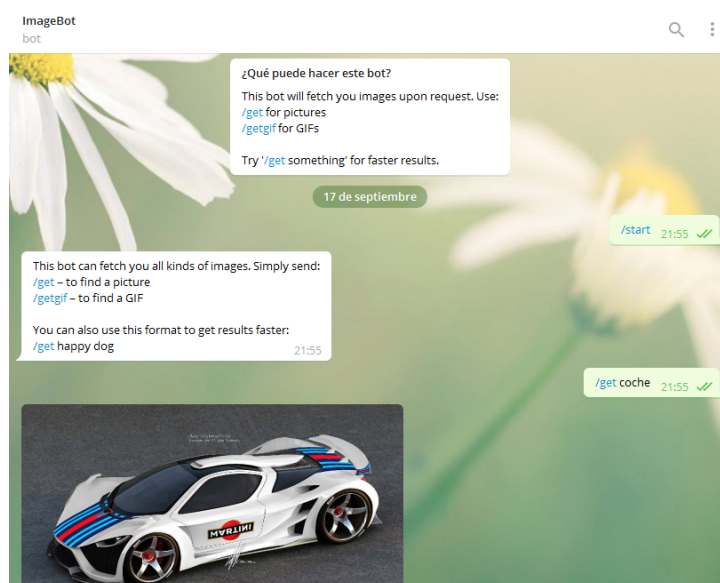 ImageBot
bot
¿Qué puede hacer este bot?
This bot will fetch you images upon request. Use:
/get for pictures
/getgif for GIFs
Try '/get something' for faster results.
17 de septiembre
/start 21:55
This bot can fetch you all kinds of images. Simply send:
/get – to find a picture
/getgif – to find a GIF
You can also use this format to get results faster:
/get happy dog
21:55
/get coche 21:55
MARTINI